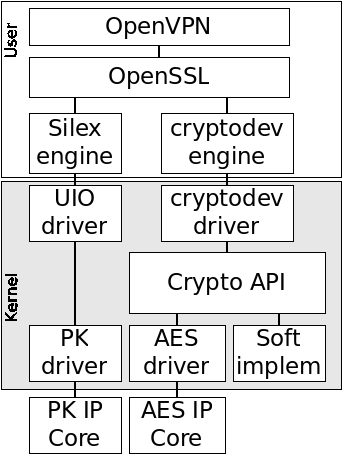 User
OpenVPN
OpenSSL
Silex
engine
cryptodev
engine
Kernel
UIO
driver
cryptodev
driver
Crypto API
PK
driver
AES
driver
Soft
implem
PK IP
Core
AES IP
Core